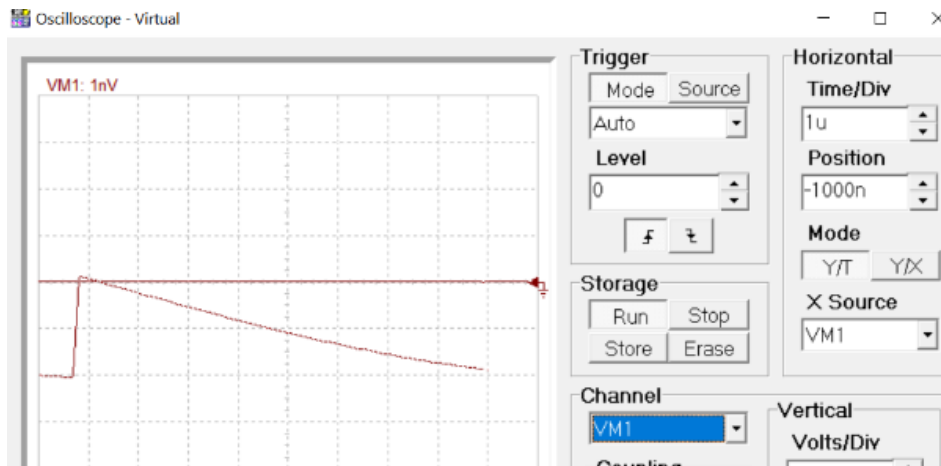 Oscilloscope - Virtual
VM1: 1nV
Trigger
Mode Source
Auto
Level
0
Storage
Run Stop
Store Erase
Channel
VM1
Coupling
Horizontal
Time/Div
1u
Position
-1000n
Mode
Y/T Y/X
X Source
VM1
Vertical
Volts/Div